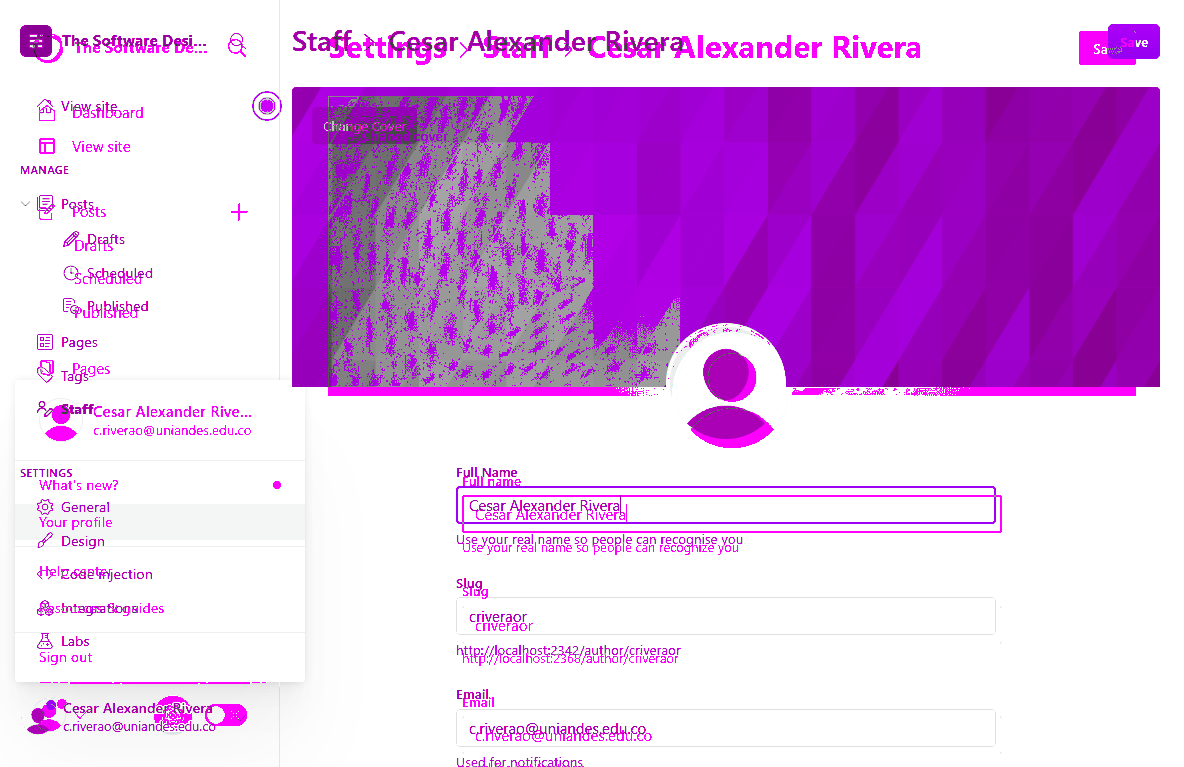 The Software Desi...
The Software De...
Staff > Cesar Alexander Rivera
Settings > Staff > Cesar Alexander Rivera
Save
Save
View site
Dashboard
View site
Change Cover
cover
MANAGE
Posts
Posts
Drafts
Drafts
Scheduled
Scheduled
Published
Published
Pages
Pages
Tags
Staff
Cesar Alexander Rive...
c.riverao@uniandes.edu.co
SETTINGS
What's new?
General
Your profile
Design
Help center
Code injection
Integrations
Resources & guides
Labs
Sign out
Cesar Alexander Rivera
c.riverao@uniandes.edu.co
Full Name
Full name
Cesar Alexander Rivera
Cesar Alexander Rivera
Use your real name so people can recognise you
Use your real name so people can recognize you
Slug
Slug
criveraor
criveraor
http://localhost:2342/author/criveraor
http://localhost:2368/author/criveraor
Email
Email
c.riverao@uniandes.edu.co
c.riverao@uniandes.edu.co
Used for notifications